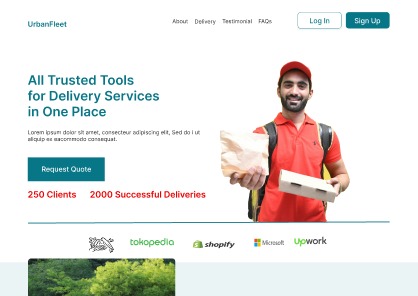 UrbanFleet
About Delivery Testimonial FAQs
Log In
Sign Up
All Trusted Tools
for Delivery Services
in One Place
Lorem ipsum dolor sit amet, consecteur adipiscing elit, Sed do I ut
aliquip ex eacommodo consequat.
Request Quote
250 Clients 2000 Successful Deliveries
tokopedia
shopify
Microsoft
upwork